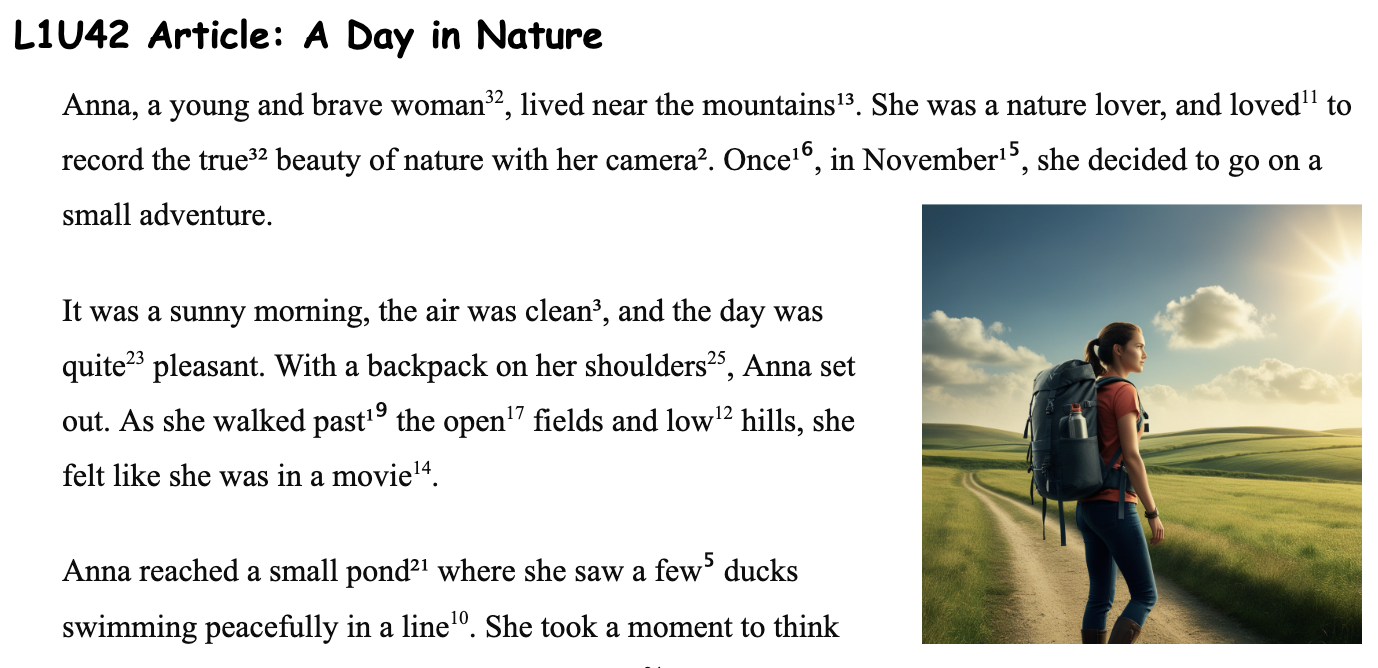 L1U42 Article: A Day in Nature
Anna, a young and brave woman³², lived near the mountains¹³. She was a nature lover, and loved¹¹ to
record the true³² beauty of nature with her camera². Once¹⁶, in November¹⁵, she decided to go on a
small adventure.
It was a sunny morning, the air was clean³, and the day was
quite²³ pleasant. With a backpack on her shoulders²⁵, Anna set
out. As she walked past¹⁹ the open¹⁷ fields and low¹² hills, she
felt like she was in a movie¹⁴.
Anna reached a small pond²¹ where she saw a few⁵ ducks
swimming peacefully in a line¹⁰. She took a moment to think